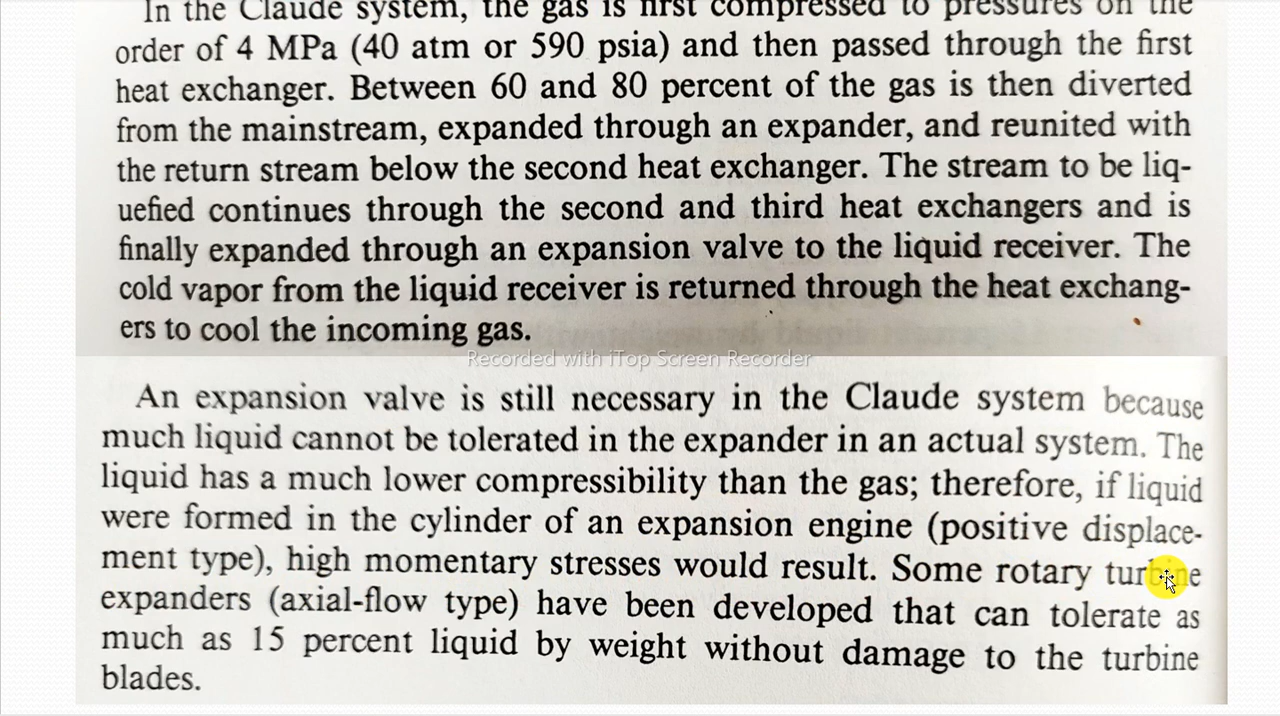 In the Claude system, the gas is first compressed to pressures on the
order of 4 MPa (40 atm or 590 psia) and then passed through the first
heat exchanger. Between 60 and 80 percent of the gas is then diverted
from the mainstream, expanded through an expander, and reunited with
the return stream below the second heat exchanger. The stream to be liq-
uefied continues through the second and third heat exchangers and is
finally expanded through an expansion valve to the liquid receiver. The
cold vapor from the liquid receiver is returned through the heat exchang-
ers to cool the incoming gas.
Recorded with iTop Screen Recorder
An expansion valve is still necessary in the Claude system because
much liquid cannot be tolerated in the expander in an actual system. The
liquid has a much lower compressibility than the gas; therefore, if liquid
were formed in the cylinder of an expansion engine (positive displace-
ment type), high momentary stresses would result. Some rotary turbine
expanders (axial-flow type) have been developed that can tolerate as
much as 15 percent liquid by weight without damage to the turbine
blades.